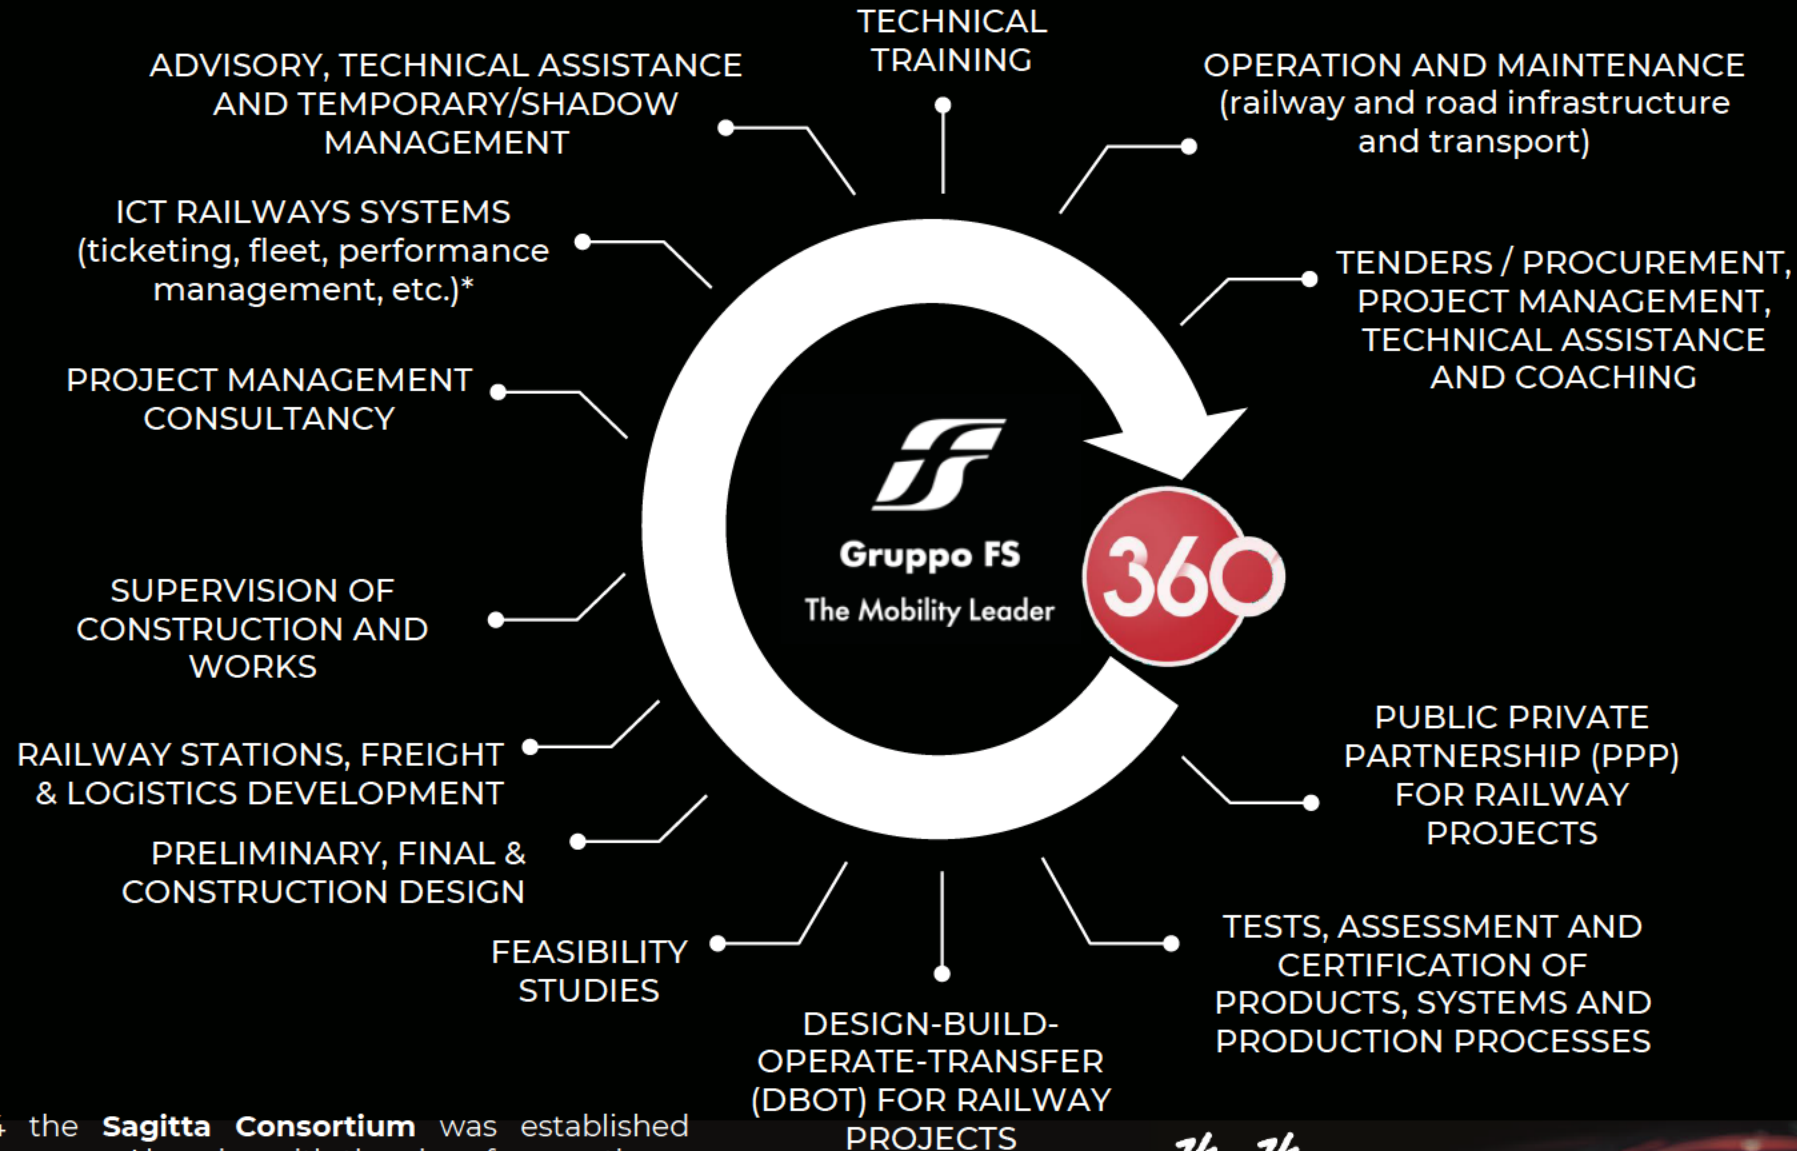 TECHNICAL
TRAINING
ADVISORY, TECHNICAL ASSISTANCE
AND TEMPORARY/SHADOW
MANAGEMENT
OPERATION AND MAINTENANCE
(railway and road infrastructure
and transport)
ICT RAILWAYS SYSTEMS
(ticketing, fleet, performance
management, etc.)*
TENDERS / PROCUREMENT,
PROJECT MANAGEMENT,
TECHNICAL ASSISTANCE
AND COACHING
PROJECT MANAGEMENT
CONSULTANCY
Gruppo FS
The Mobility Leader
360
SUPERVISION OF
CONSTRUCTION AND
WORKS
RAILWAY STATIONS, FREIGHT
& LOGISTICS DEVELOPMENT
PUBLIC PRIVATE
PARTNERSHIP (PPP)
FOR RAILWAY
PROJECTS
PRELIMINARY, FINAL &
CONSTRUCTION DESIGN
FEASIBILITY
STUDIES
TESTS, ASSESSMENT AND
CERTIFICATION OF
PRODUCTS, SYSTEMS AND
PRODUCTION PROCESSES
DESIGN-BUILD-
OPERATE-TRANSFER
(DBOT) FOR RAILWAY
PROJECTS
the Sagitta Consortium was established